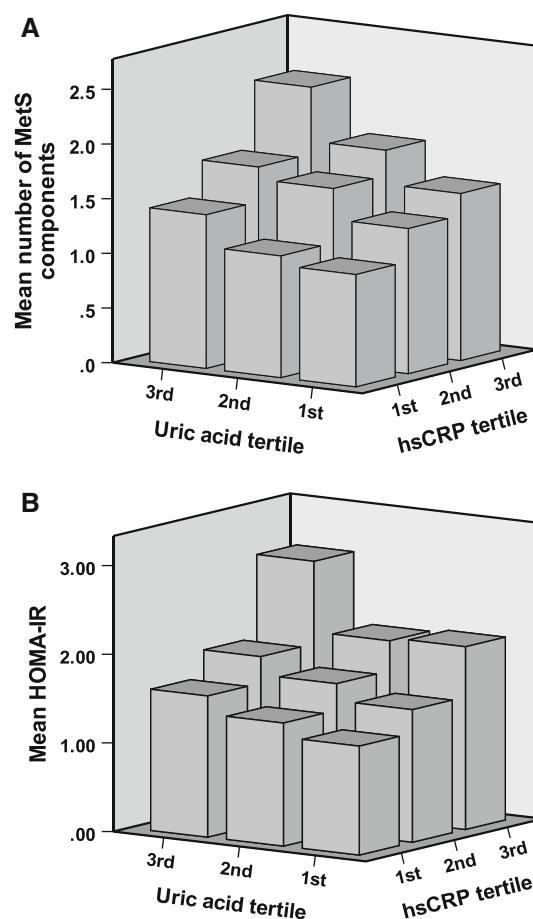 A
Mean number of MetS
components
2.5
2.0
1.5
1.0
.5
.0
3rd
2nd
1st
Uric acid tertile
1st
2nd
3rd
hsCRP tertile
B
Mean HOMA-IR
3.00
2.00
1.00
.00
3rd
2nd
1st
Uric acid tertile
1st
2nd
3rd
hsCRP tertile